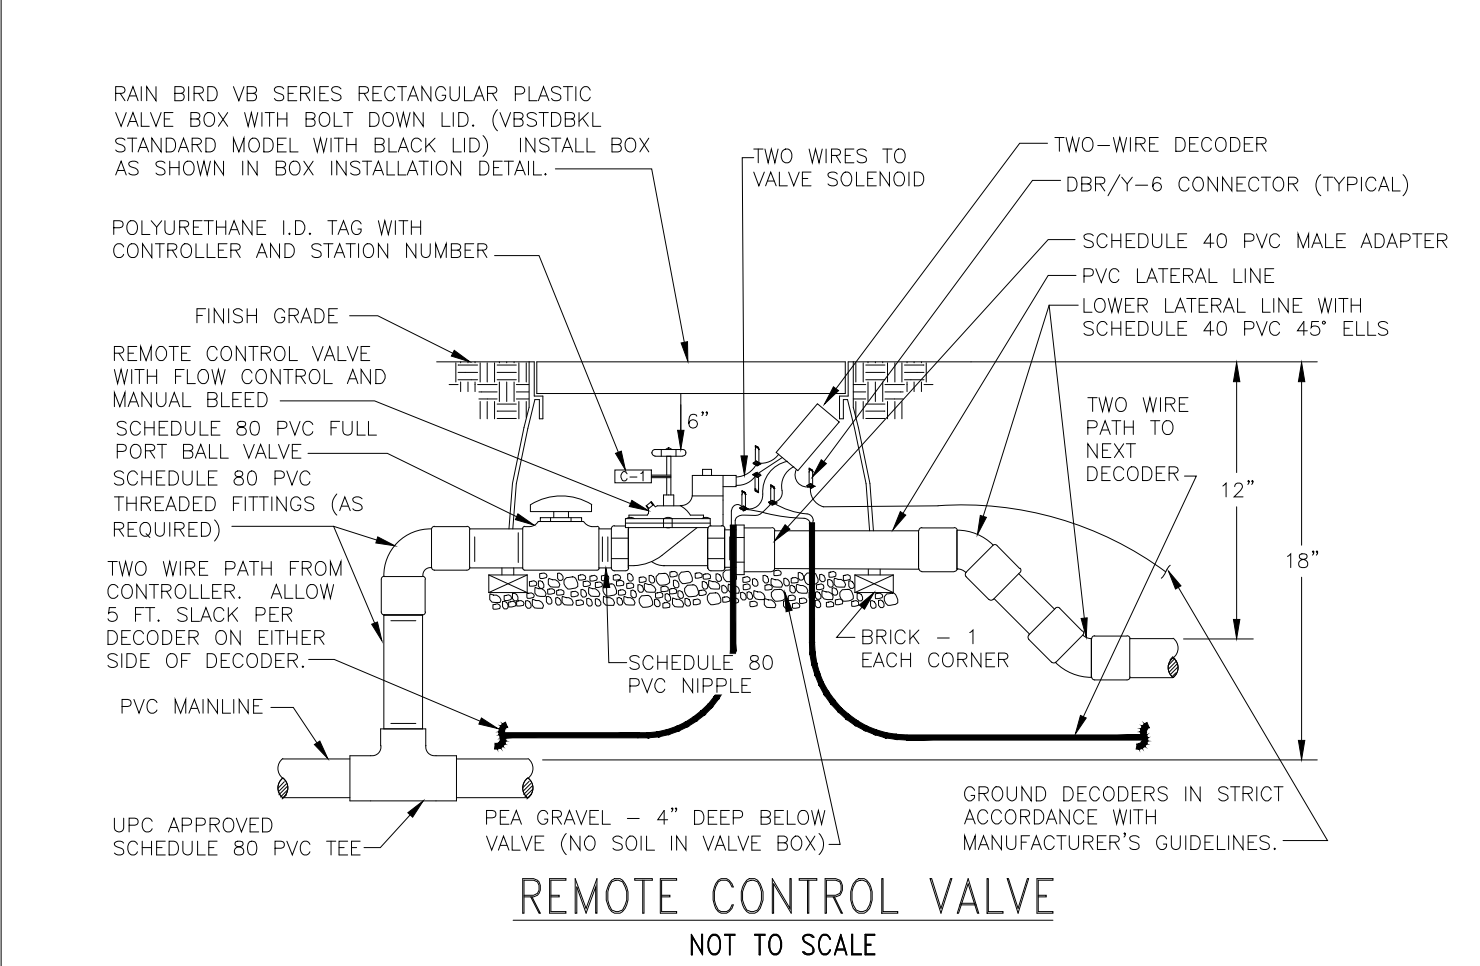 RAIN BIRD VB SERIES RECTANGULAR PLASTIC
VALVE BOX WITH BOLT DOWN LID. (VBSTDBKL
STANDARD MODEL WITH BLACK LID) INSTALL BOX
AS SHOWN IN BOX INSTALLATION DETAIL.
POLYURETHANE I.D. TAG WITH
CONTROLLER AND STATION NUMBER
FINISH GRADE
REMOTE CONTROL VALVE
WITH FLOW CONTROL AND
MANUAL BLEED
SCHEDULE 80 PVC FULL
PORT BALL VALVE
SCHEDULE 80 PVC
THREADED FITTINGS (AS
REQUIRED)
TWO WIRE PATH FROM
CONTROLLER. ALLOW
5 FT. SLACK PER
DECODER ON EITHER
SIDE OF DECODER.
PVC MAINLINE
UPC APPROVED
SCHEDULE 80 PVC TEE
TWO WIRES TO
VALVE SOLENOID
6"
C-1
SCHEDULE 80
PVC NIPPLE
PEA GRAVEL - 4" DEEP BELOW
VALVE (NO SOIL IN VALVE BOX)
TWO-WIRE DECODER
DBR/Y-6 CONNECTOR (TYPICAL)
SCHEDULE 40 PVC MALE ADAPTER
PVC LATERAL LINE
LOWER LATERAL LINE WITH
SCHEDULE 40 PVC 45° ELLS
TWO WIRE
PATH TO
NEXT
DECODER
12"
18"
BRICK - 1
EACH CORNER
GROUND DECODERS IN STRICT
ACCORDANCE WITH
MANUFACTURER'S GUIDELINES.
REMOTE CONTROL VALVE
NOT TO SCALE